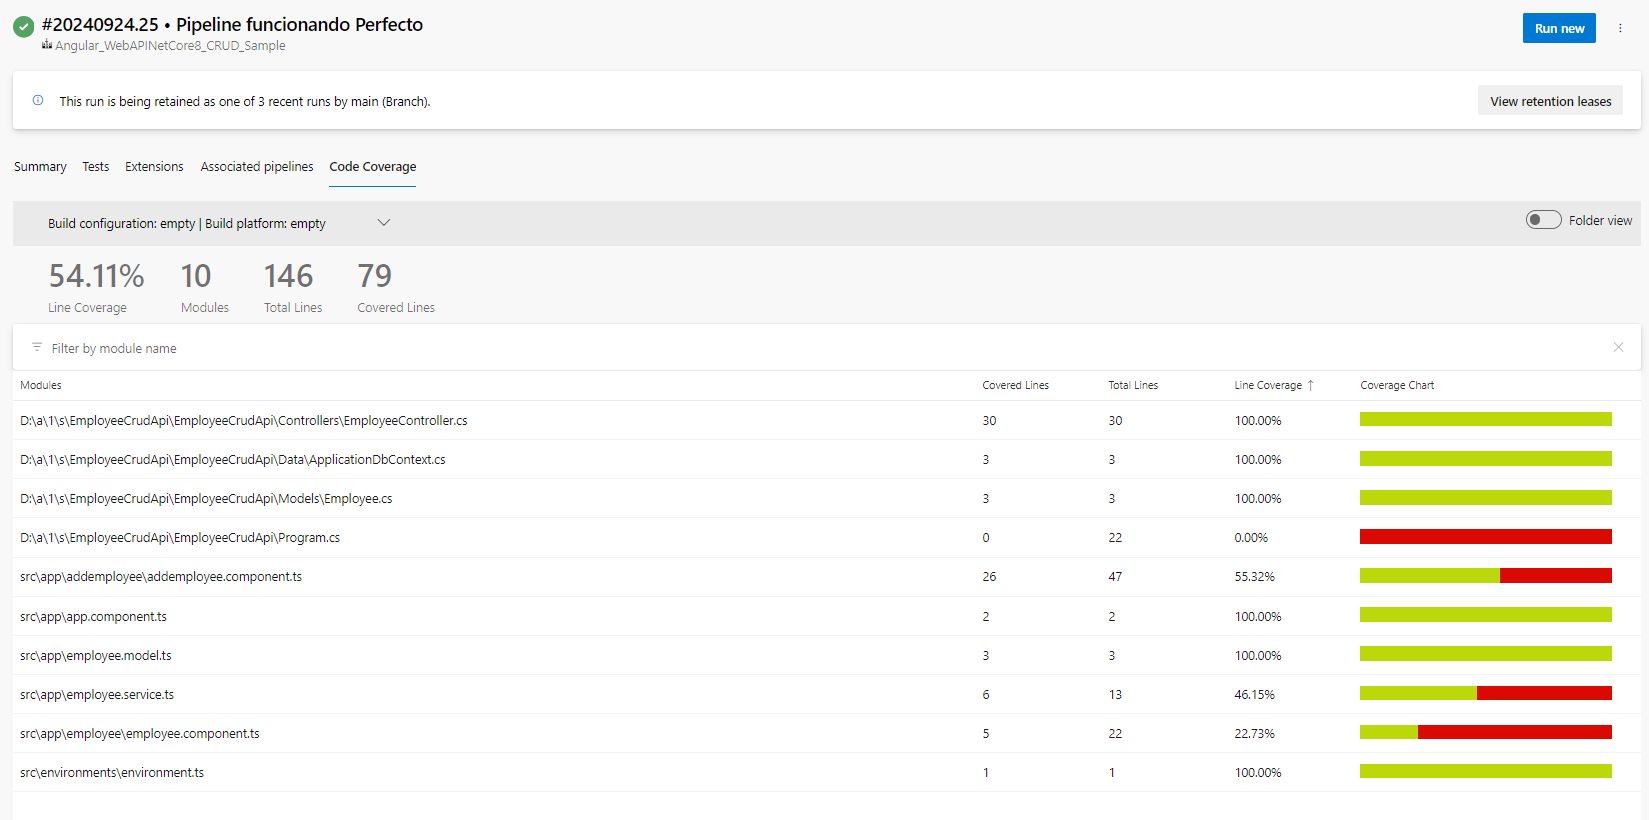 #20240924.25 • Pipeline funcionando Perfecto
Run new
Angular_WebAPINetCore8_CRUD_Sample
This run is being retained as one of 3 recent runs by main (Branch).
View retention leases
Summary Tests Extensions Associated pipelines Code Coverage
Build configuration: empty | Build platform: empty
Folder view
54.11% 10 146 79
Line Coverage Modules Total Lines Covered Lines
Filter by module name
Modules Covered Lines Total Lines Line Coverage ↑ Coverage Chart
D:\a\1\s\EmployeeCrudApi\EmployeeCrudApi\Controllers\EmployeeController.cs 30 30 100.00%
D:\a\1\s\EmployeeCrudApi\EmployeeCrudApi\Data\ApplicationDbContext.cs 3 3 100.00%
D:\a\1\s\EmployeeCrudApi\EmployeeCrudApi\Models\Employee.cs 3 3 100.00%
D:\a\1\s\EmployeeCrudApi\EmployeeCrudApi\Program.cs 0 22 0.00%
src\app\addemployee\addemployee.component.ts 26 47 55.32%
src\app\app.component.ts 2 2 100.00%
src\app\employee.model.ts 3 3 100.00%
src\app\employee.service.ts 6 13 46.15%
src\app\employee\employee.component.ts 5 22 22.73%
src\environments\environment.ts 1 1 100.00%